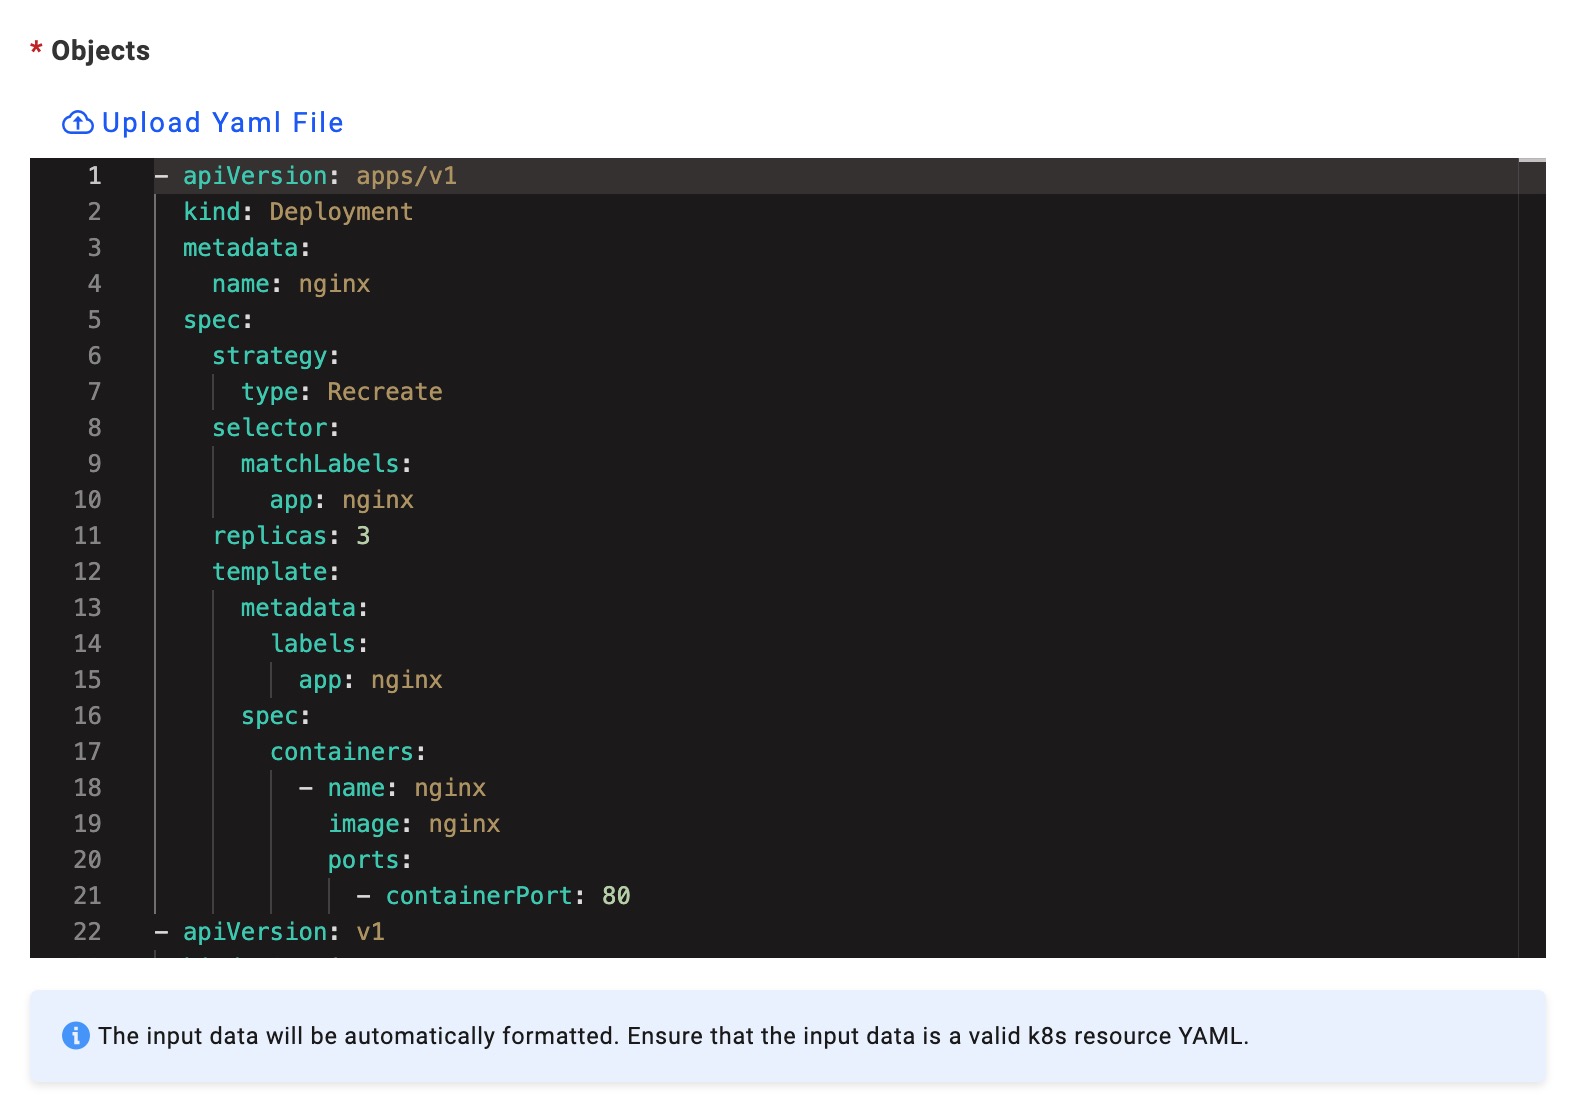 * Objects
Upload Yaml File
1 - apiVersion: apps/v1
2 kind: Deployment
3 metadata:
4 name: nginx
5 spec:
6 strategy:
7 type: Recreate
8 selector:
9 matchLabels:
10 app: nginx
11 replicas: 3
12 template:
13 metadata:
14 labels:
15 app: nginx
16 spec:
17 containers:
18 - name: nginx
19 image: nginx
20 ports:
21 - containerPort: 80
22 - apiVersion: v1
The input data will be automatically formatted. Ensure that the input data is a valid k8s resource YAML.